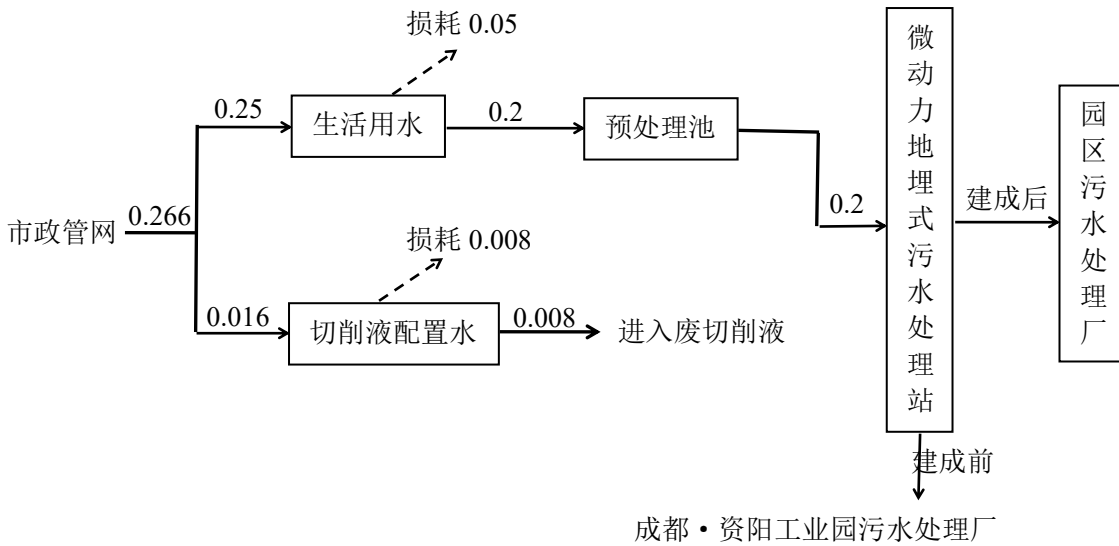 损耗 0.05
0.25
生活用水
0.2
预处理池
市政管网
0.266
损耗 0.008
0.016
切削液配置水
0.008
进入废切削液
0.2
微动力地埋式污水处理站
建成后
园区污水处理厂
建成前
成都·资阳工业园污水处理厂